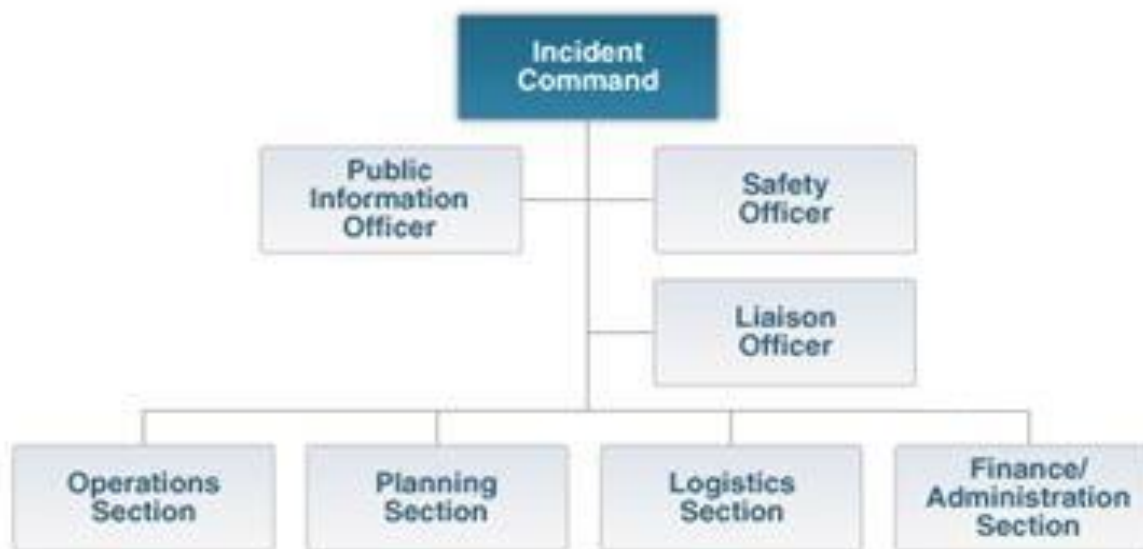 Incident
Command
Public
Information
Officer
Safety
Officer
Liaison
Officer
Operations
Section
Planning
Section
Logistics
Section
Finance/
Administration
Section